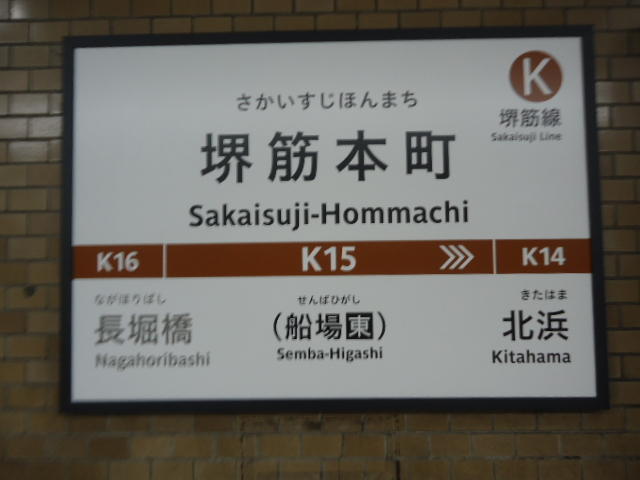 K
堺筋線
Sakaisuji Line
さかいすじほんまち
堺筋本町
Sakaisuji-Hommachi
K16 K15 K14
ながほりばし
長堀橋
Nagahoribashi
せんばひがし
(船場東)
Semba-Higashi
きたはま
北浜
Kitahama